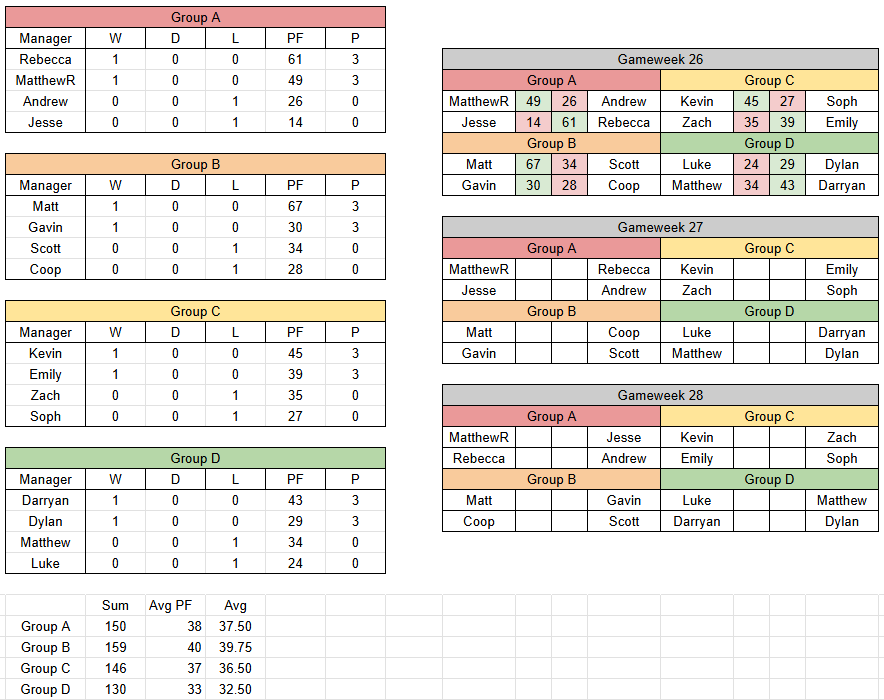 Group A
Manager W D L PF P
Rebecca 1 0 0 61 3
MatthewR 1 0 0 49 3
Andrew 0 0 1 26 0
Jesse 0 0 1 14 0
Group B
Manager W D L PF P
Matt 1 0 0 67 3
Gavin 1 0 0 30 3
Scott 0 0 1 34 0
Coop 0 0 1 28 0
Group C
Manager W D L PF P
Kevin 1 0 0 45 3
Emily 1 0 0 39 3
Zach 0 0 1 35 0
Soph 0 0 1 27 0
Group D
Manager W D L PF P
Darryan 1 0 0 43 3
Dylan 1 0 0 29 3
Matthew 0 0 1 34 0
Luke 0 0 1 24 0
Sum Avg PF Avg
Group A 150 38 37.50
Group B 159 40 39.75
Group C 146 37 36.50
Group D 130 33 32.50
Gameweek 26
Group A Group C
MatthewR 49 26 Andrew Kevin 45 27 Soph
Jesse 14 61 Rebecca Zach 35 39 Emily
Group B Group D
Matt 67 34 Scott Luke 24 29 Dylan
Gavin 30 28 Coop Matthew 34 43 Darryan
Gameweek 27
Group A Group C
MatthewR Rebecca Kevin Emily
Jesse Andrew Zach Soph
Group B Group D
Matt Coop Luke Darryan
Gavin Scott Matthew Dylan
Gameweek 28
Group A Group C
MatthewR Jesse Kevin Zach
Rebecca Andrew Emily Soph
Group B Group D
Matt Gavin Luke Matthew
Coop Scott Darryan Dylan